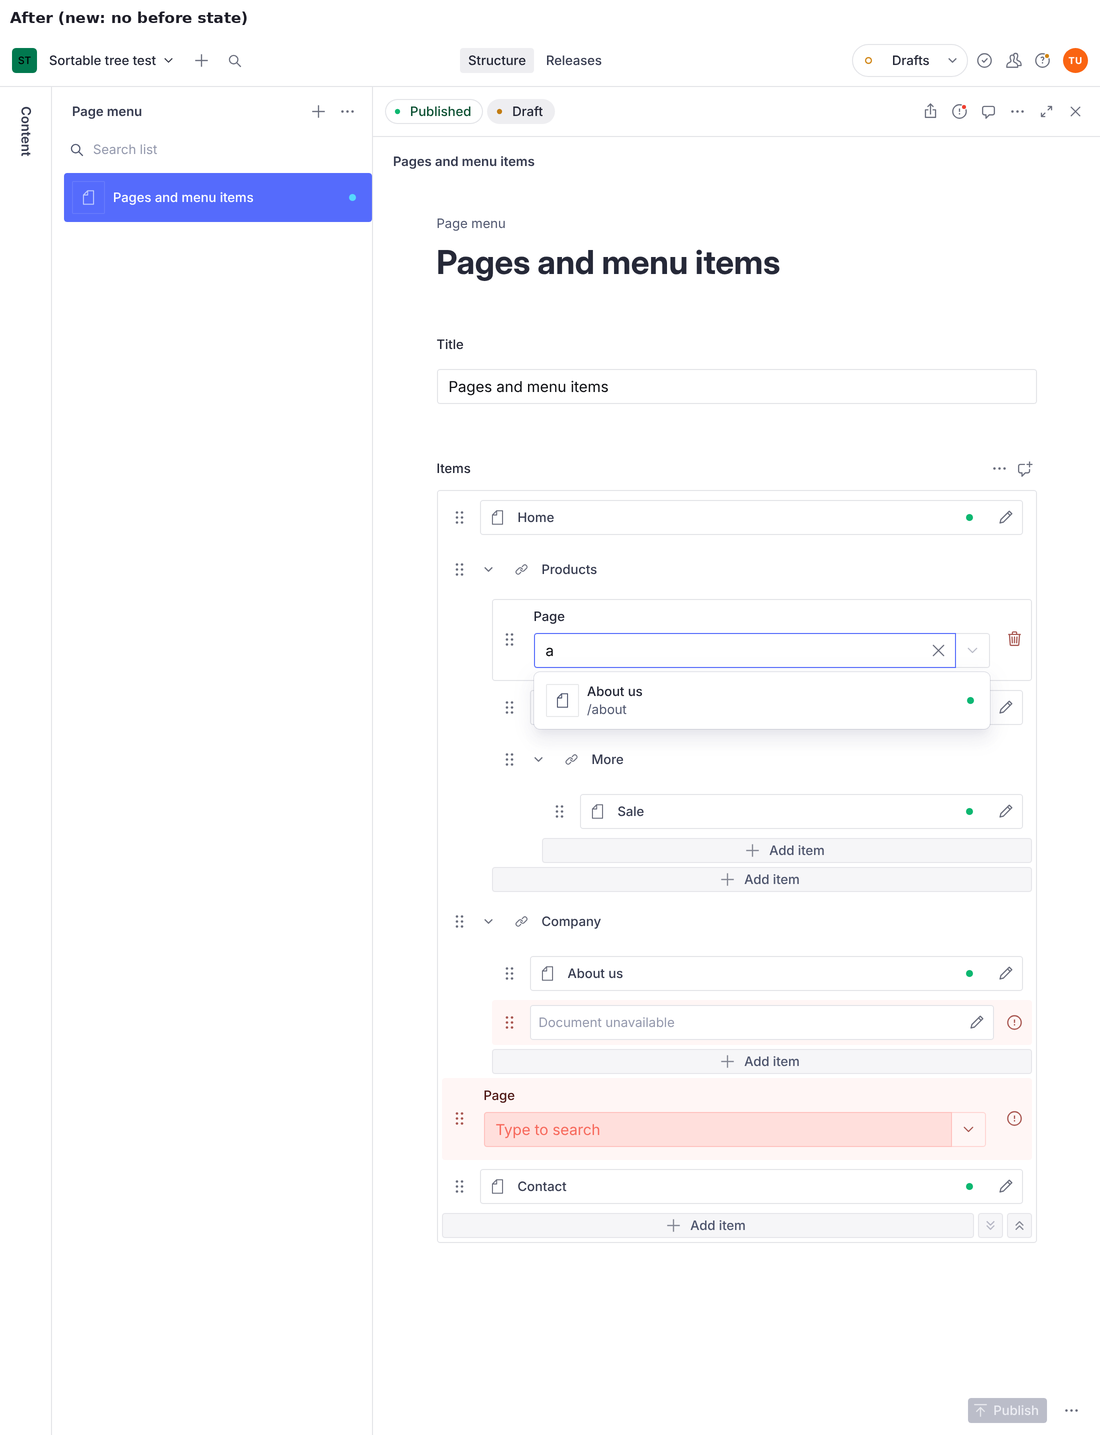 After (new: no before state)
ST Sortable tree test Structure Releases Drafts TU
Content
Page menu
Search list
Pages and menu items
Published Draft
Pages and menu items
Page menu
Pages and menu items
Title
Pages and menu items
Items
Home
Products
Page
a
About us
/about
More
Sale
Add item
Add item
Company
About us
Document unavailable
Add item
Page
Type to search
Contact
Add item
Publish